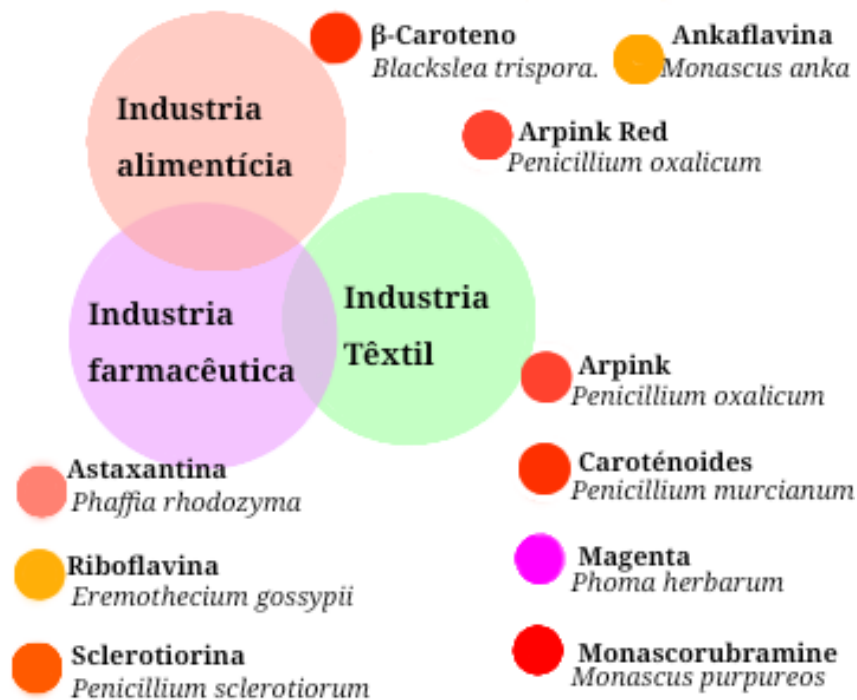 β-Caroteno
Blackslea trispora.
Ankaflavina
Monascus anka
Arpink Red
Penicillium oxalicum
Industria
alimentícia
Industria
farmacêutica
Industria
Têxtil
Arpink
Penicillium oxalicum
Caroténoides
Penicillium murcianum
Magenta
Phoma herbarum
Monascorubramine
Monascus purpureos
Astaxantina
Phaffia rhodozyma
Riboflavina
Eremothecium gossypii
Sclerotiorina
Penicillium sclerotiorum